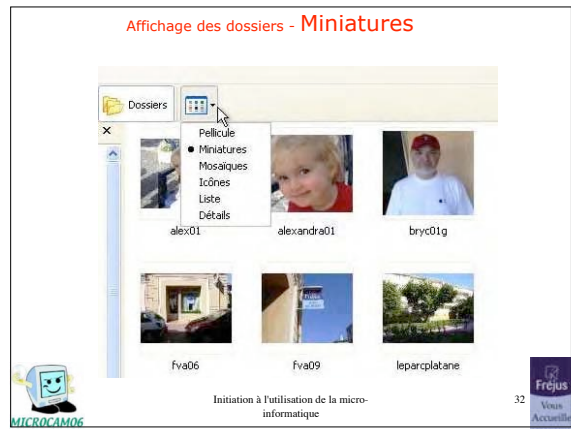 Affichage des dossiers - Miniatures
Dossiers
Pellicule
Miniatures
Mosaïques
Icônes
Liste
Détails
alex01
alexandra01
bryc01g
fva06
fva09
leparcplatane
MICROCAM06
Initiation à l'utilisation de la micro-
informatique
32
Fréjus
Vous
Accueille